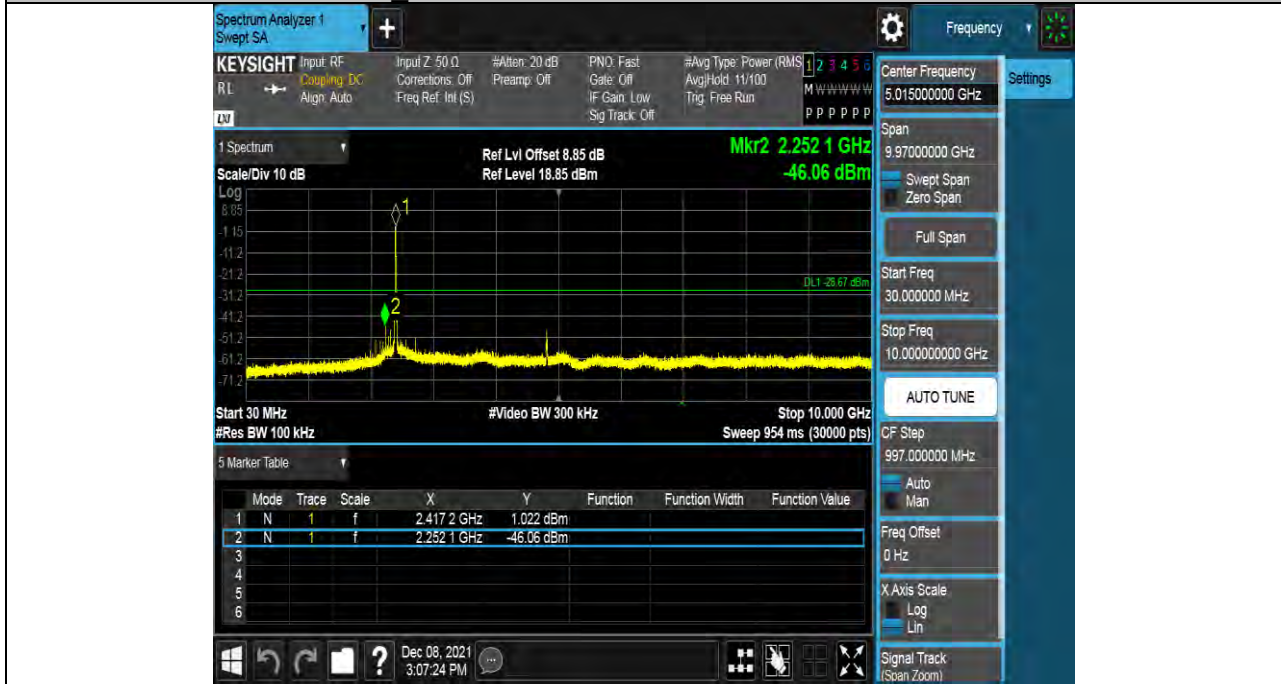 Spectrum Analyzer 1
Swept SA
+
Frequency
KEYSIGHT
RL
LXI
Input: RF
Coupling: DC
Align: Auto
Input Z: 50 Ω
Corrections: Off
Freq Ref: Int (S)
#Atten: 20 dB
Preamp: Off
PNO: Fast
Gate: Off
IF Gain: Low
Sig Track: Off
#Avg Type: Power (RMS
Avg|Hold: 11/100
Trig: Free Run
1 2 3 4 5 6
M W W W W W
P P P P P P
1 Spectrum
Scale/Div 10 dB
Ref Lvl Offset 8.85 dB
Ref Level 18.85 dBm
Mkr2 2.252 1 GHz
-46.06 dBm
Log
8.85
-1.15
-11.2
-21.2
-31.2
-41.2
-51.2
-61.2
-71.2
1
2
DL1 -28.67 dBm
Start 30 MHz
#Res BW 100 kHz
#Video BW 300 kHz
Stop 10.000 GHz
Sweep 954 ms (30000 pts)
5 Marker Table
Mode Trace Scale X Y Function Function Width Function Value
1 N 1 f 2.417 2 GHz 1.022 dBm
2 N 1 f 2.252 1 GHz -46.06 dBm
3
4
5
6
?
Dec 08, 2021
3:07:24 PM
Center Frequency
5.015000000 GHz
Settings
Span
9.97000000 GHz
Swept Span
Zero Span
Full Span
Start Freq
30.000000 MHz
Stop Freq
10.000000000 GHz
AUTO TUNE
CF Step
997.000000 MHz
Auto
Man
Freq Offset
0 Hz
X Axis Scale
Log
Lin
Signal Track
(Span Zoom)